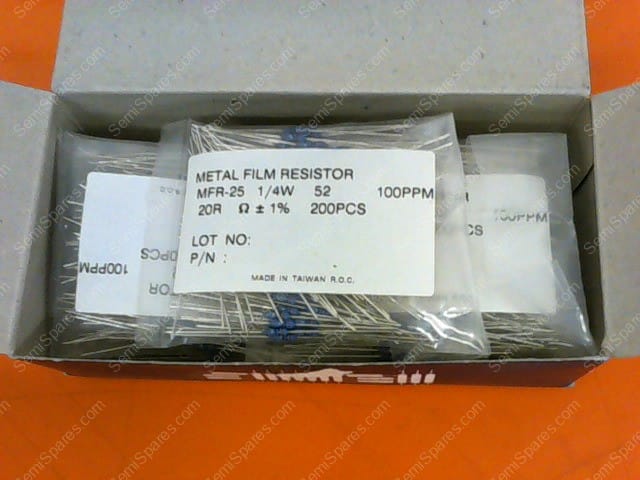 METAL FILM RESISTOR
MFR-25 1/4W 52 100PPM
20R Ω ± 1% 200PCS
LOT NO:
P/N :
MADE IN TAIWAN R.O.C.
100PPM
100PPM
SemiSpares.com